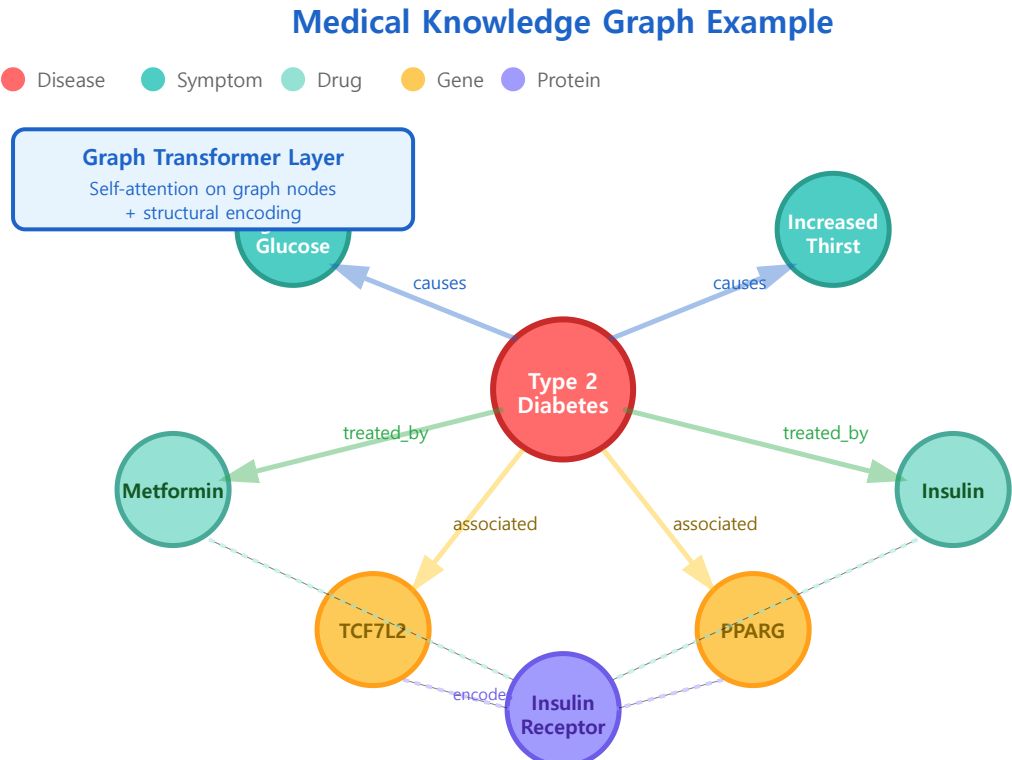 Medical Knowledge Graph Example
Disease
Symptom
Drug
Gene
Protein
Graph Transformer Layer
Self-attention on graph nodes
+ structural encoding
Glucose
Increased
Thirst
causes
causes
Type 2
Diabetes
treated_by
treated_by
Metformin
Insulin
associated
associated
TCF7L2
PPARG
encodes
Insulin
Receptor